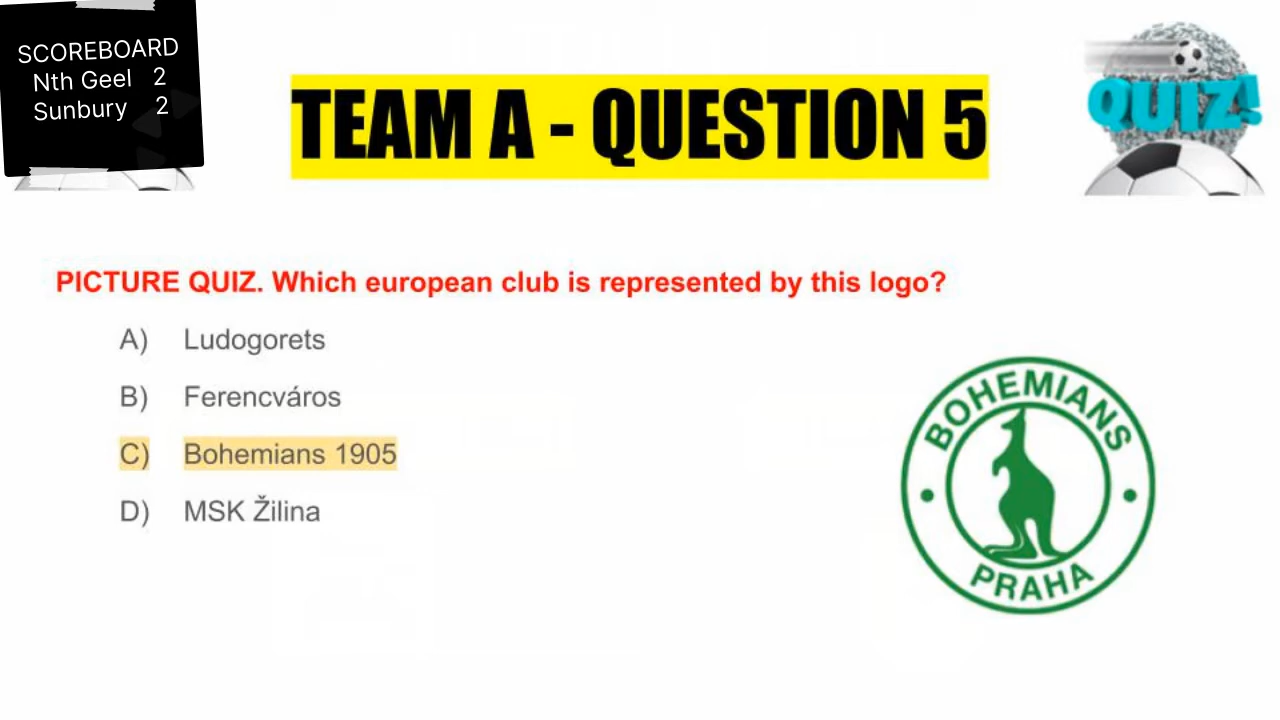 SCOREBOARD
Nth Geel 2
Sunbury 2
TEAM A - QUESTION 5
QUIZ!
PICTURE QUIZ. Which european club is represented by this logo?
A) Ludogorets
B) Ferencváros
C) Bohemians 1905
D) MSK Žilina
BOHEMIANS
PRAHA